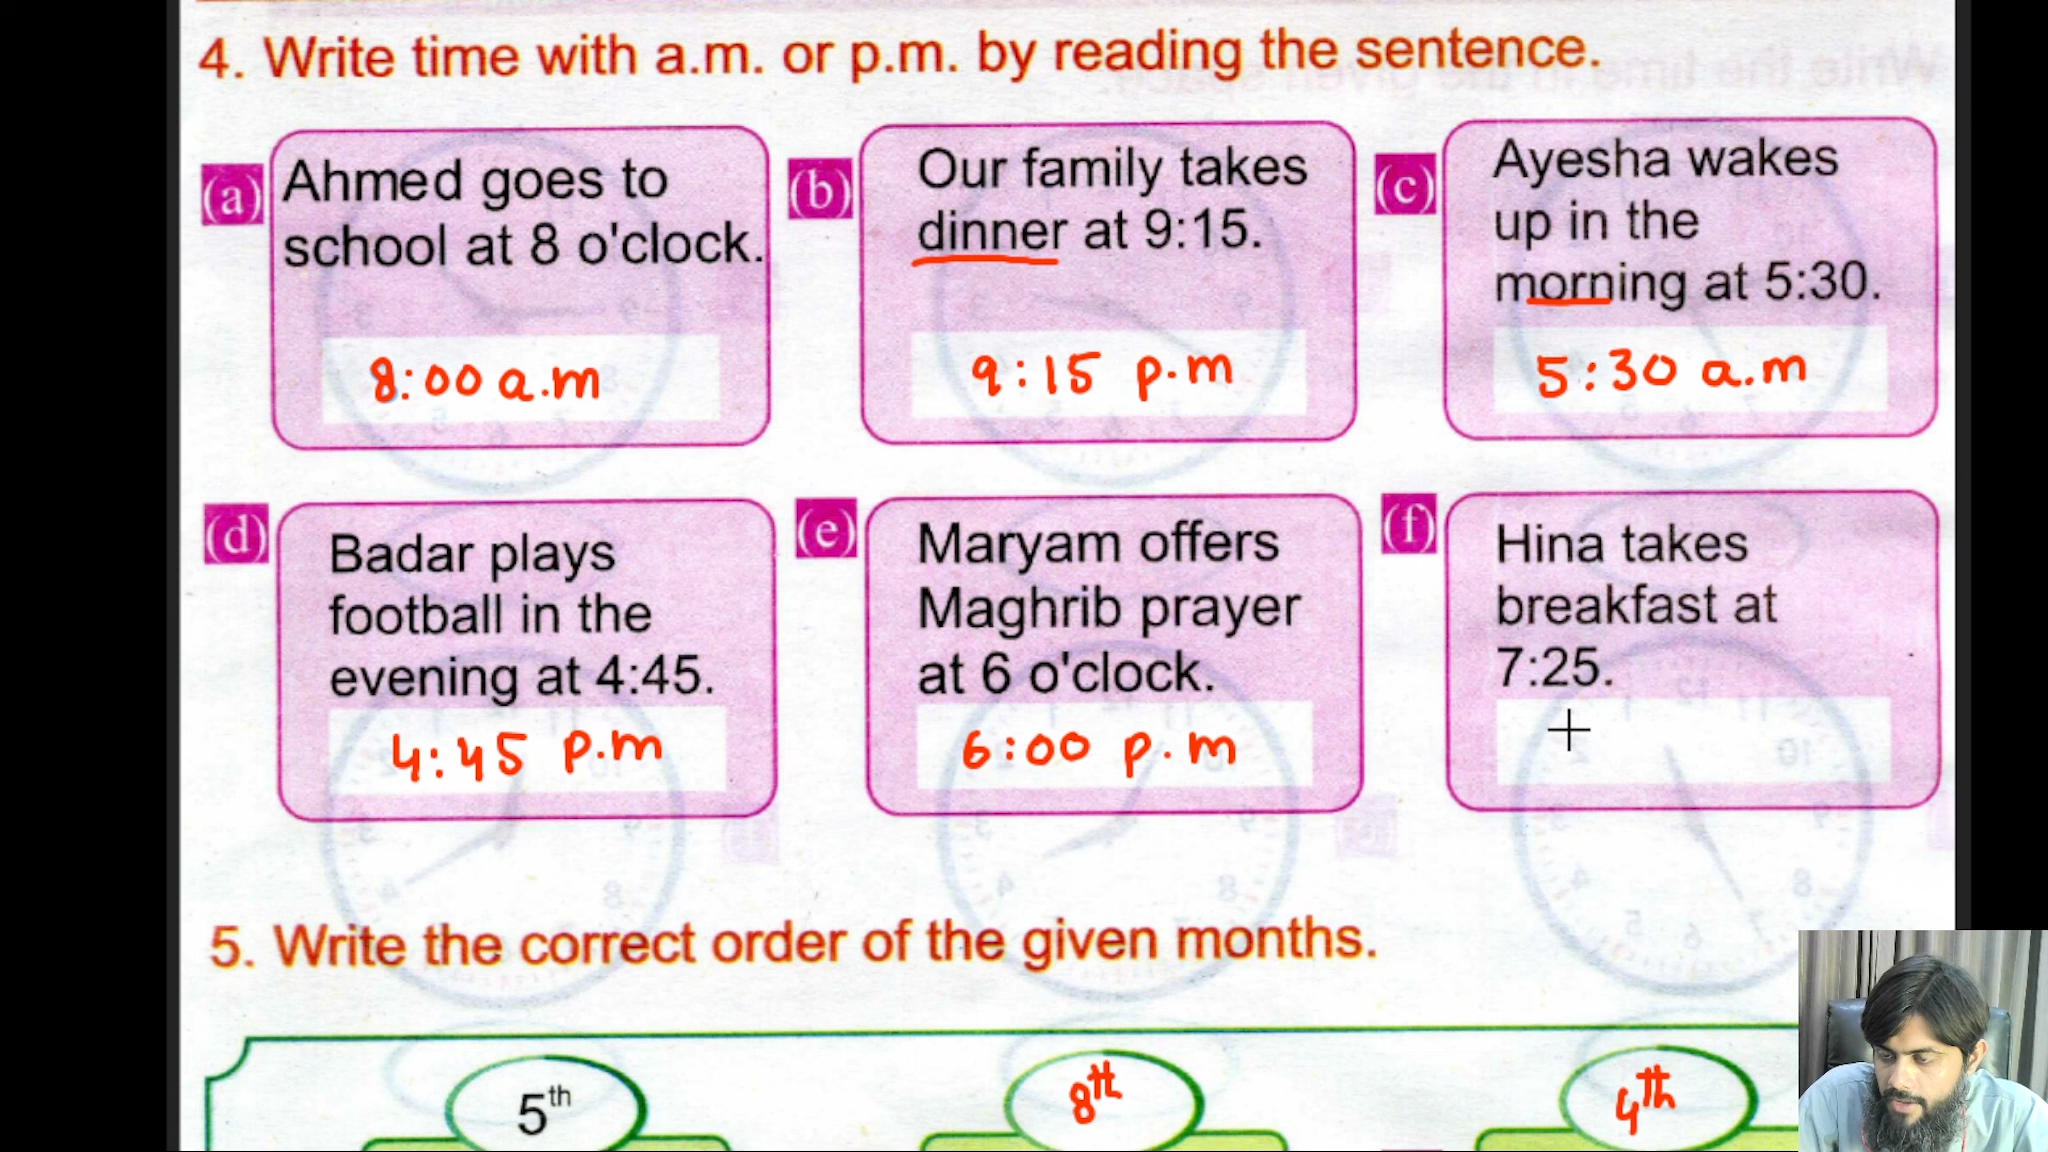 4. Write time with a.m. or p.m. by reading the sentence.
(a)
Ahmed goes to
school at 8 o'clock.
8:00 a.m
(b)
Our family takes
dinner at 9:15.
9:15 p.m
(c)
Ayesha wakes
up in the
morning at 5:30.
5:30 a.m
(d)
Badar plays
football in the
evening at 4:45.
4:45 p.m
(e)
Maryam offers
Maghrib prayer
at 6 o'clock.
6:00 p.m
(f)
Hina takes
breakfast at
7:25.
5. Write the correct order of the given months.
5th
8th
4th